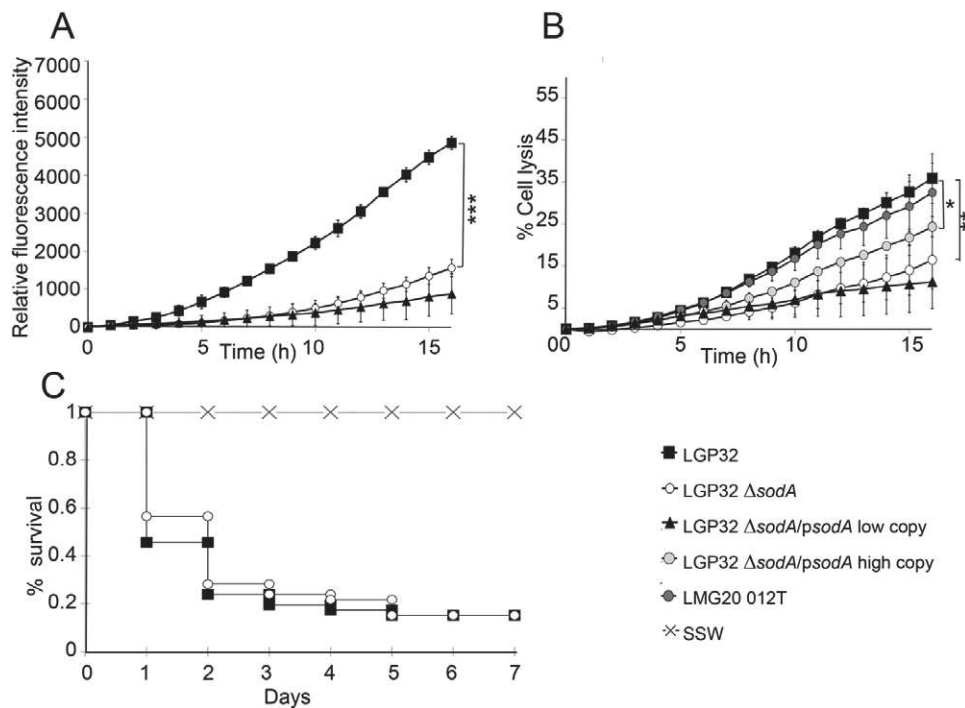 A
Relative fluorescence intensity
7000
6000
5000
4000
3000
2000
1000
0
0 5 10 15
Time (h)
***
B
% Cell lysis
55
45
35
25
15
5
00 5 10 15
Time (h)
*
**
C
% survival
1
0.8
0.6
0.4
0.2
0
0 1 2 3 4 5 6 7
Days
LGP32
LGP32 ΔsodA
LGP32 ΔsodA/psodA low copy
LGP32 ΔsodA/psodA high copy
LMG20 012T
SSW